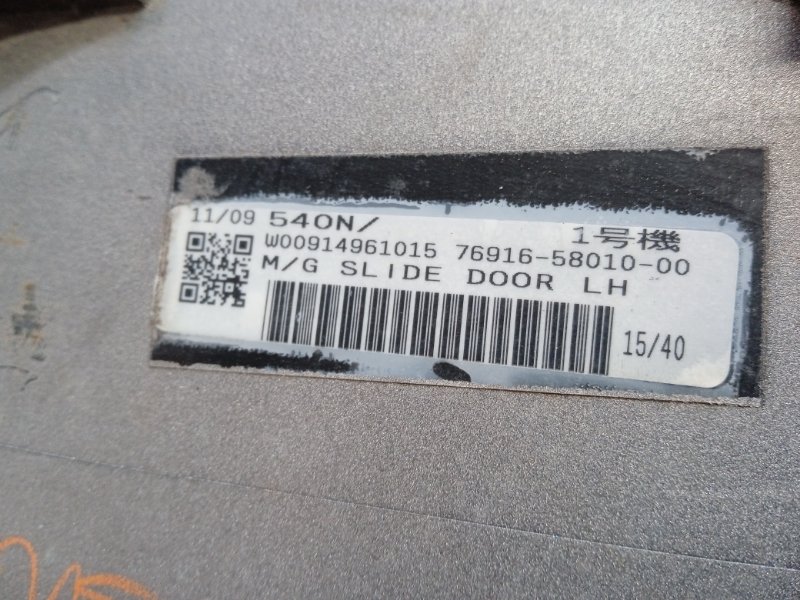 11/09 540N/ 1号機
W00914961015 76916-58010-00
M/G SLIDE DOOR LH
15/40